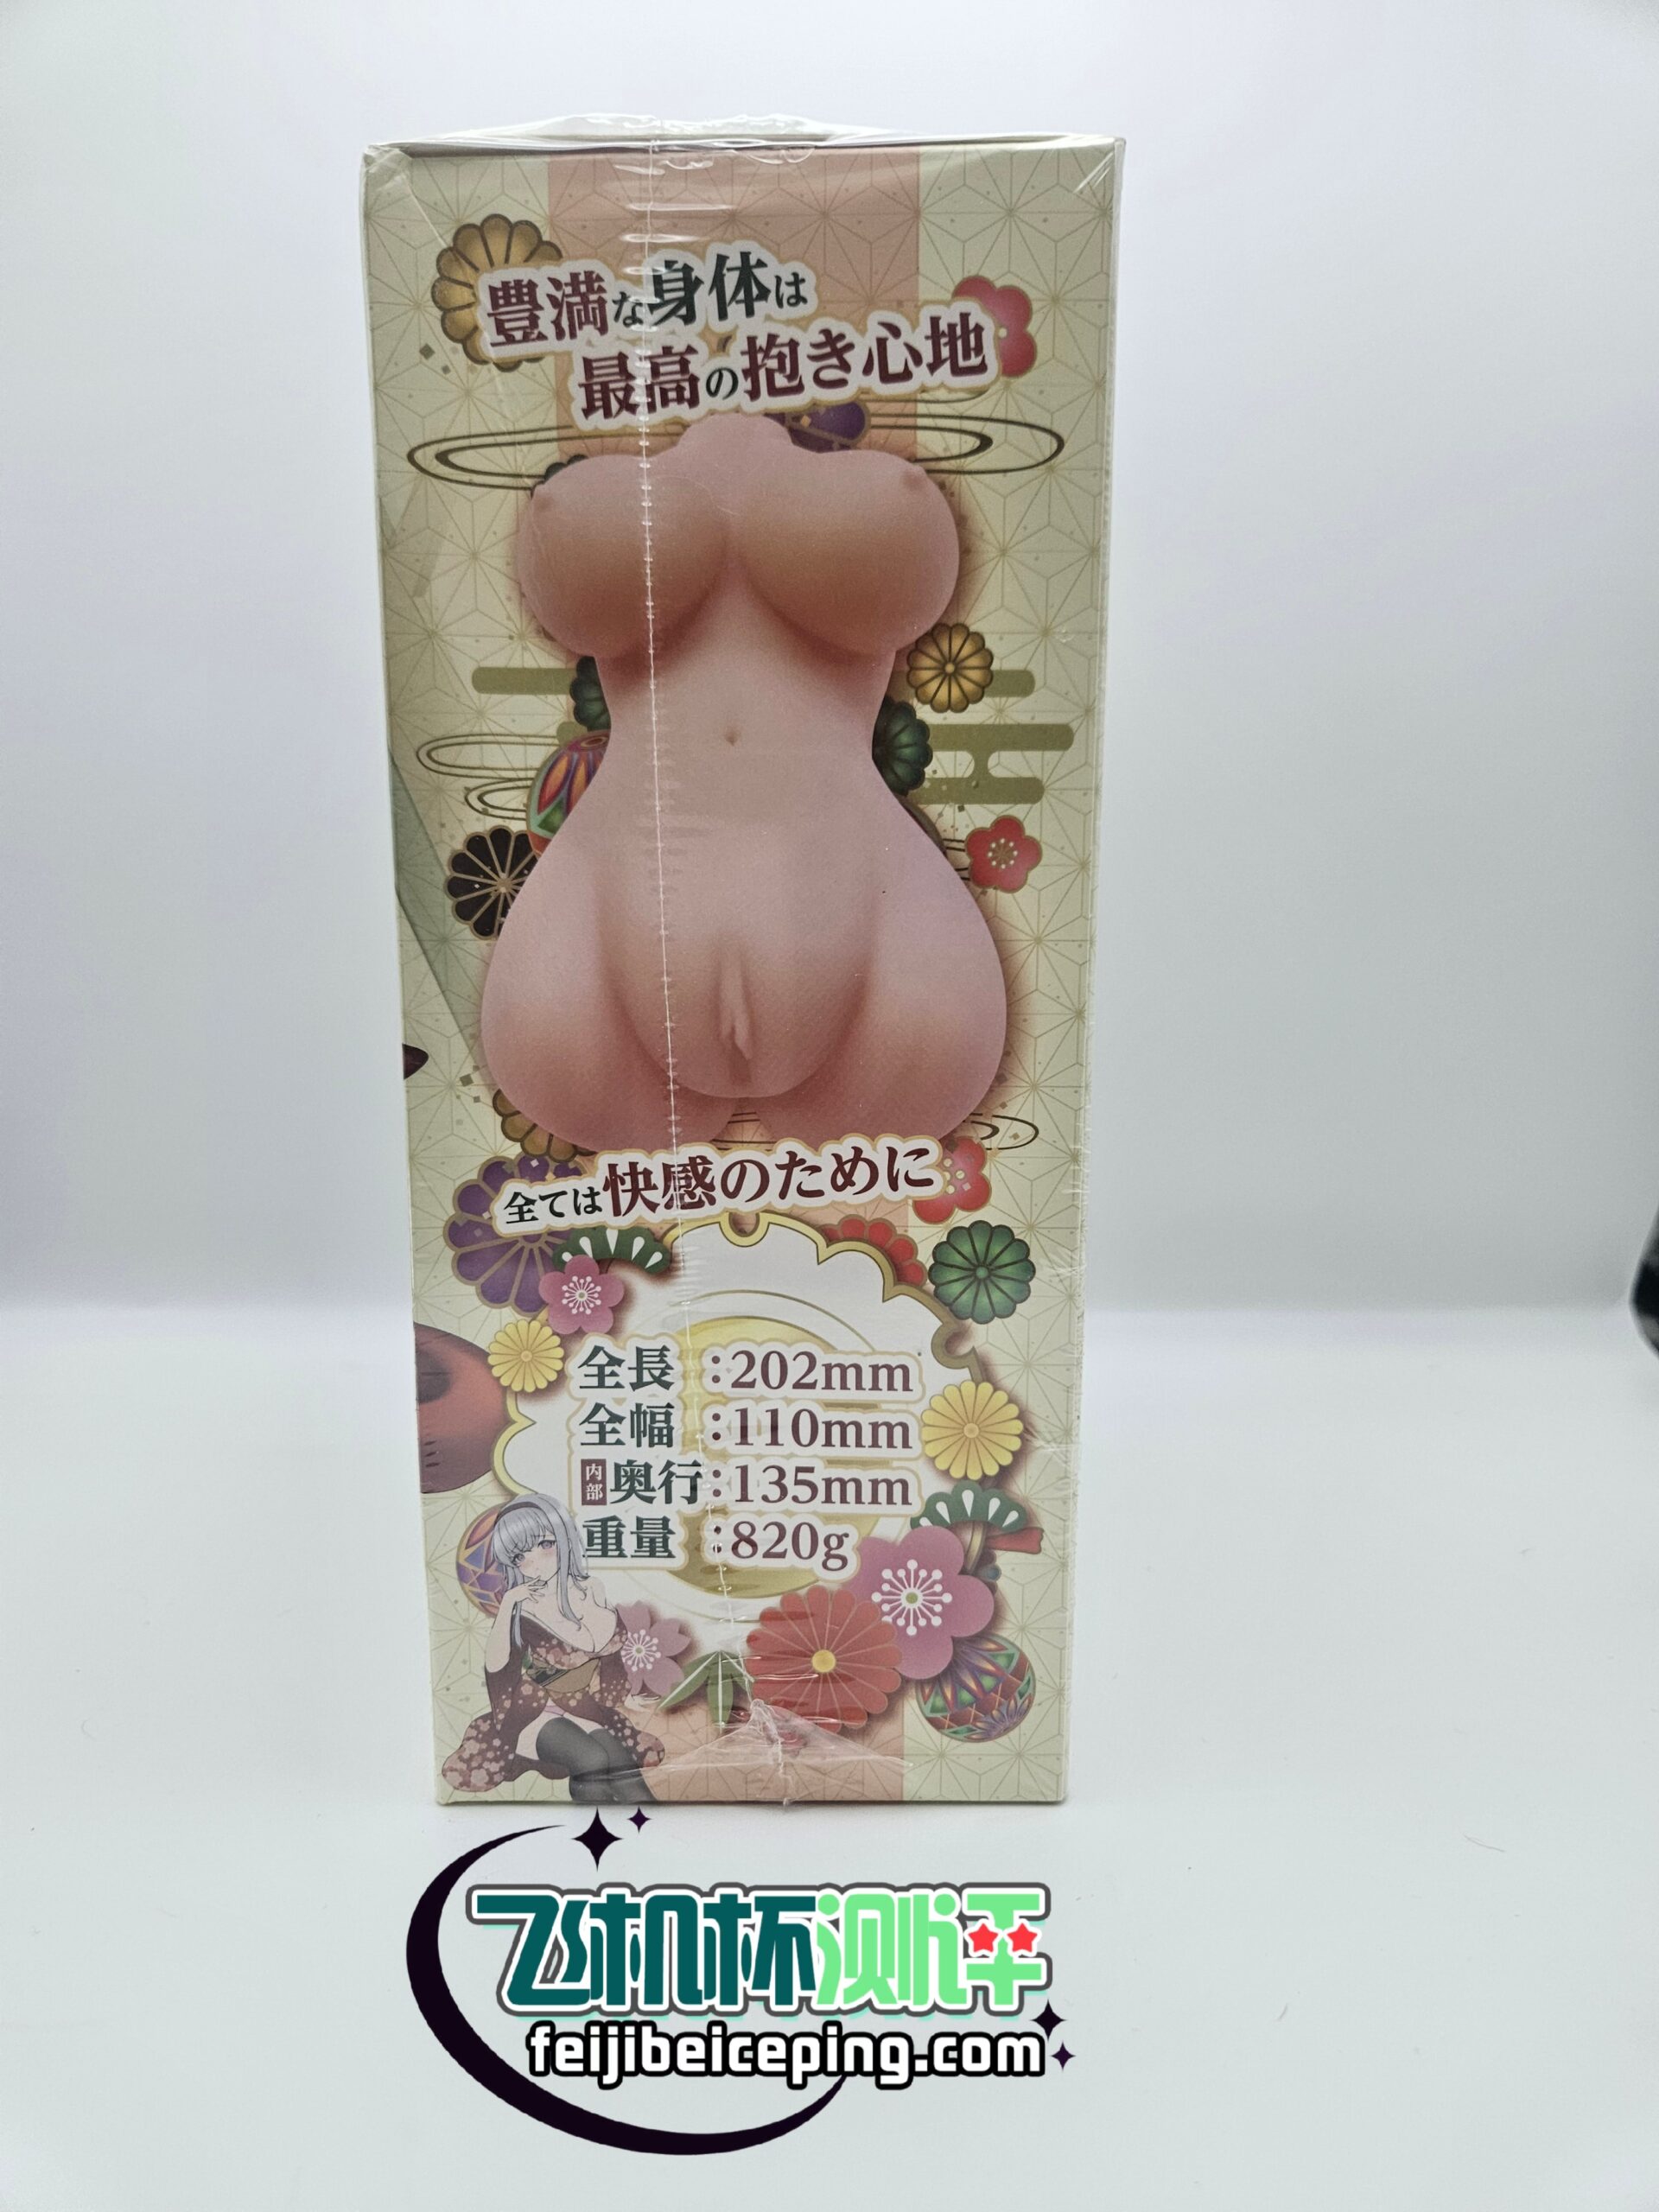 豊満な身体は
最高の抱き心地
全ては快感のために
全長：202mm
全幅：110mm
内部奥行：135mm
重量：820g
飞机杯测评
feijibeiceping.com